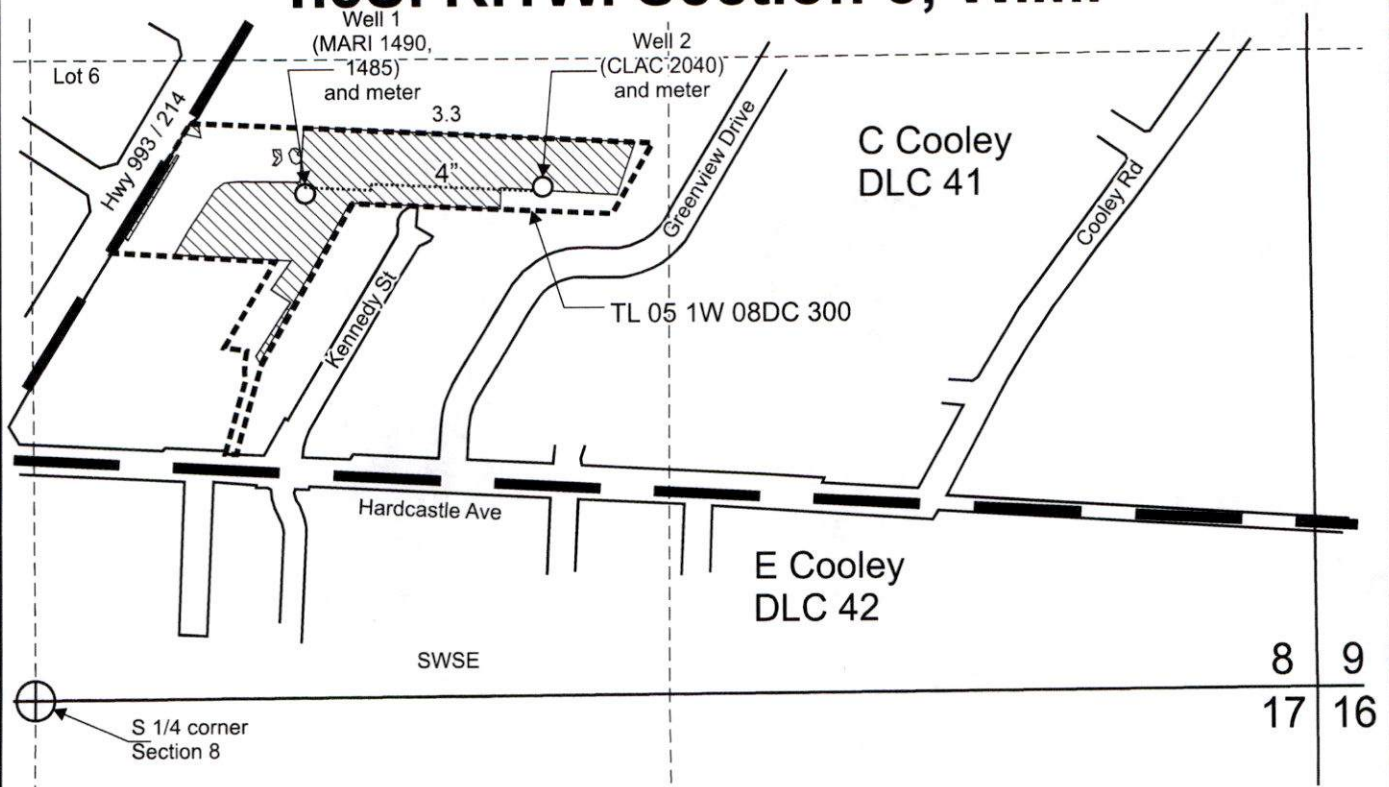 Section 8, W.M.
Well 1
(MARI 1490,
1485)
and meter
Well 2
(CLAC 2040)
and meter
Lot 6
Hwy 993 / 214
3.3
4"
Greenview Drive
C Cooley
DLC 41
Cooley Rd
Kennedy St
TL 05 1W 08DC 300
Hardcastle Ave
E Cooley
DLC 42
SWSE
8 9
17 16
S 1/4 corner
Section 8